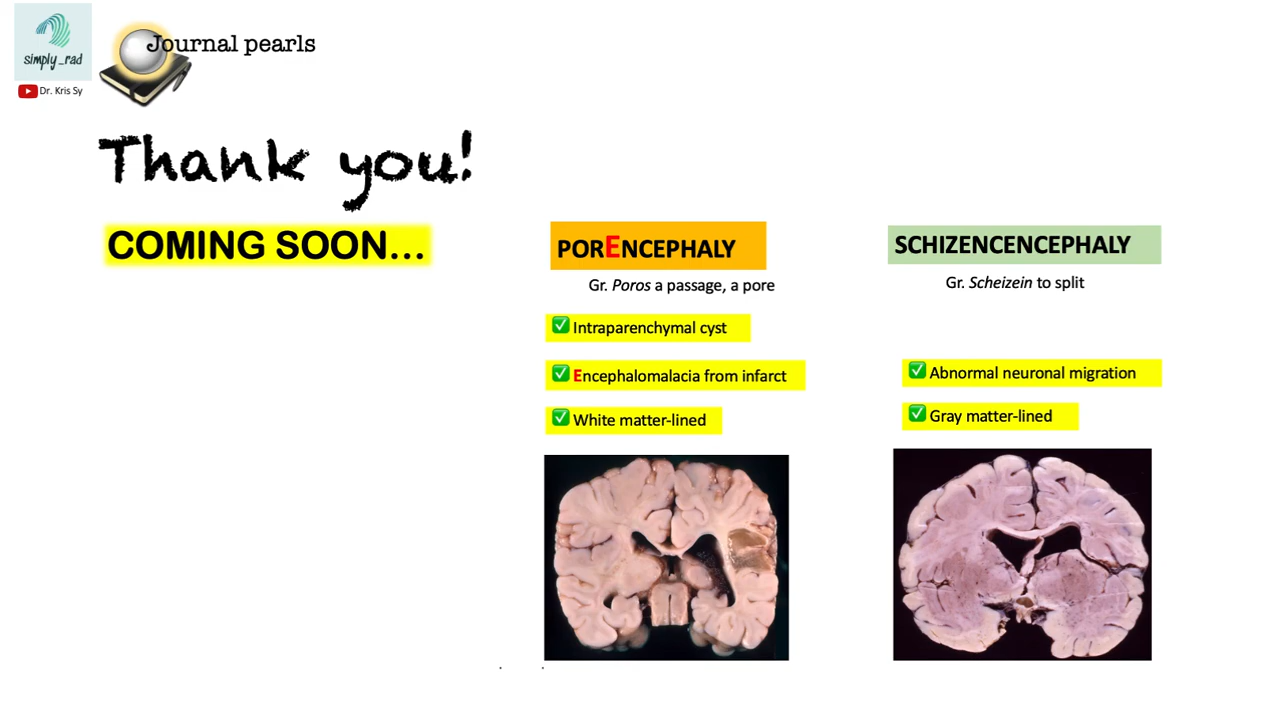 simply_rad
Dr. Kris Sy
Journal pearls
Thank you!
COMING SOON...
PORENCEPHALY
Gr. Poros a passage, a pore
✅ Intraparenchymal cyst
✅ Encephalomalacia from infarct
✅ White matter-lined
SCHIZENCENCEPHALY
Gr. Scheizein to split
✅ Abnormal neuronal migration
✅ Gray matter-lined